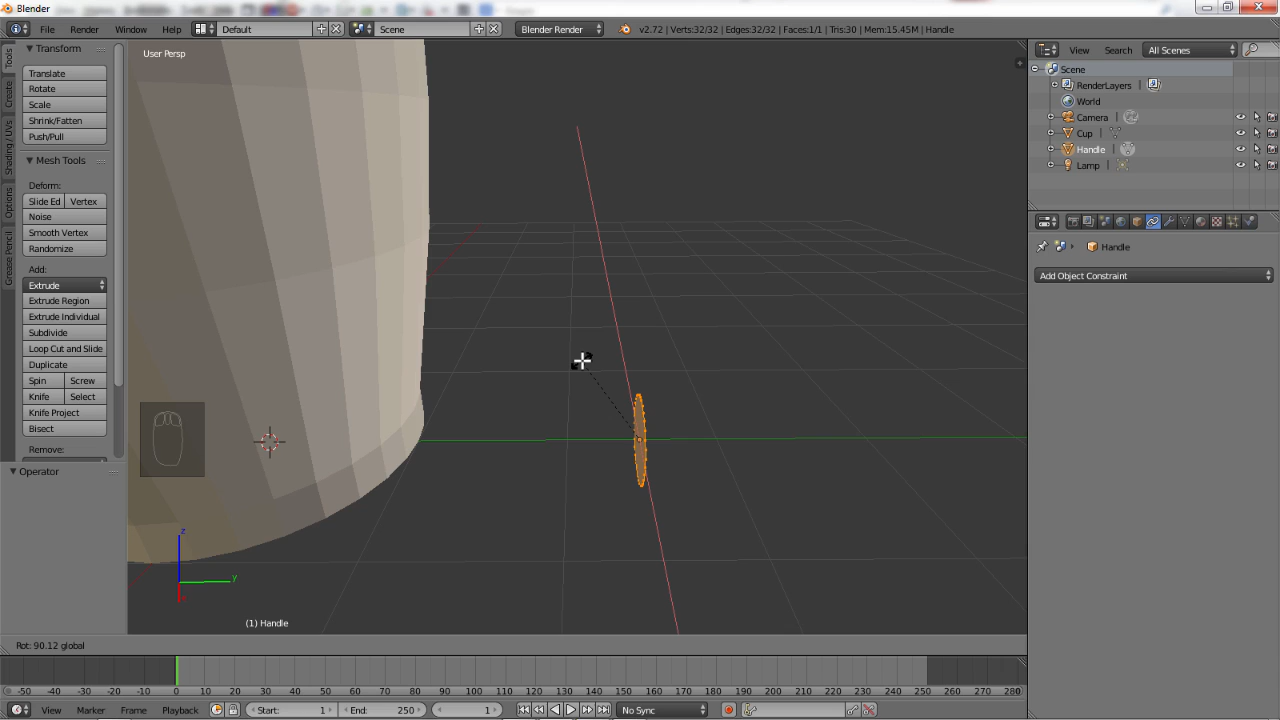 Blender
File Render Window Help Default Scene Blender Render v2.72 | Verts:32/32 | Edges:32/32 | Faces:1/1 | Tris:30 | Mem:15.45M | Handle
Tools
Create
Shading / UVs
Options
Grease Pencil
Transform
Translate
Rotate
Scale
Shrink/Fatten
Push/Pull
Mesh Tools
Deform:
Slide Ed Vertex
Noise
Smooth Vertex
Randomize
Add:
Extrude
Extrude Region
Extrude Individual
Subdivide
Loop Cut and Slide
Duplicate
Spin Screw
Knife Select
Knife Project
Bisect
Remove:
Operator
User Persp
z
y
(1) Handle
Rot: 90.12 global
View Search All Scenes
Scene
RenderLayers
World
Camera
Cup
Handle
Lamp
Handle
Add Object Constraint
-50 -40 -30 -20 -10 0 10 20 30 40 50 60 70 80 90 100 110 120 130 140 150 160 170 180 190 200 210 220 230 240 250 260 270 280
View Marker Frame Playback Start: 1 End: 250 1 No Sync